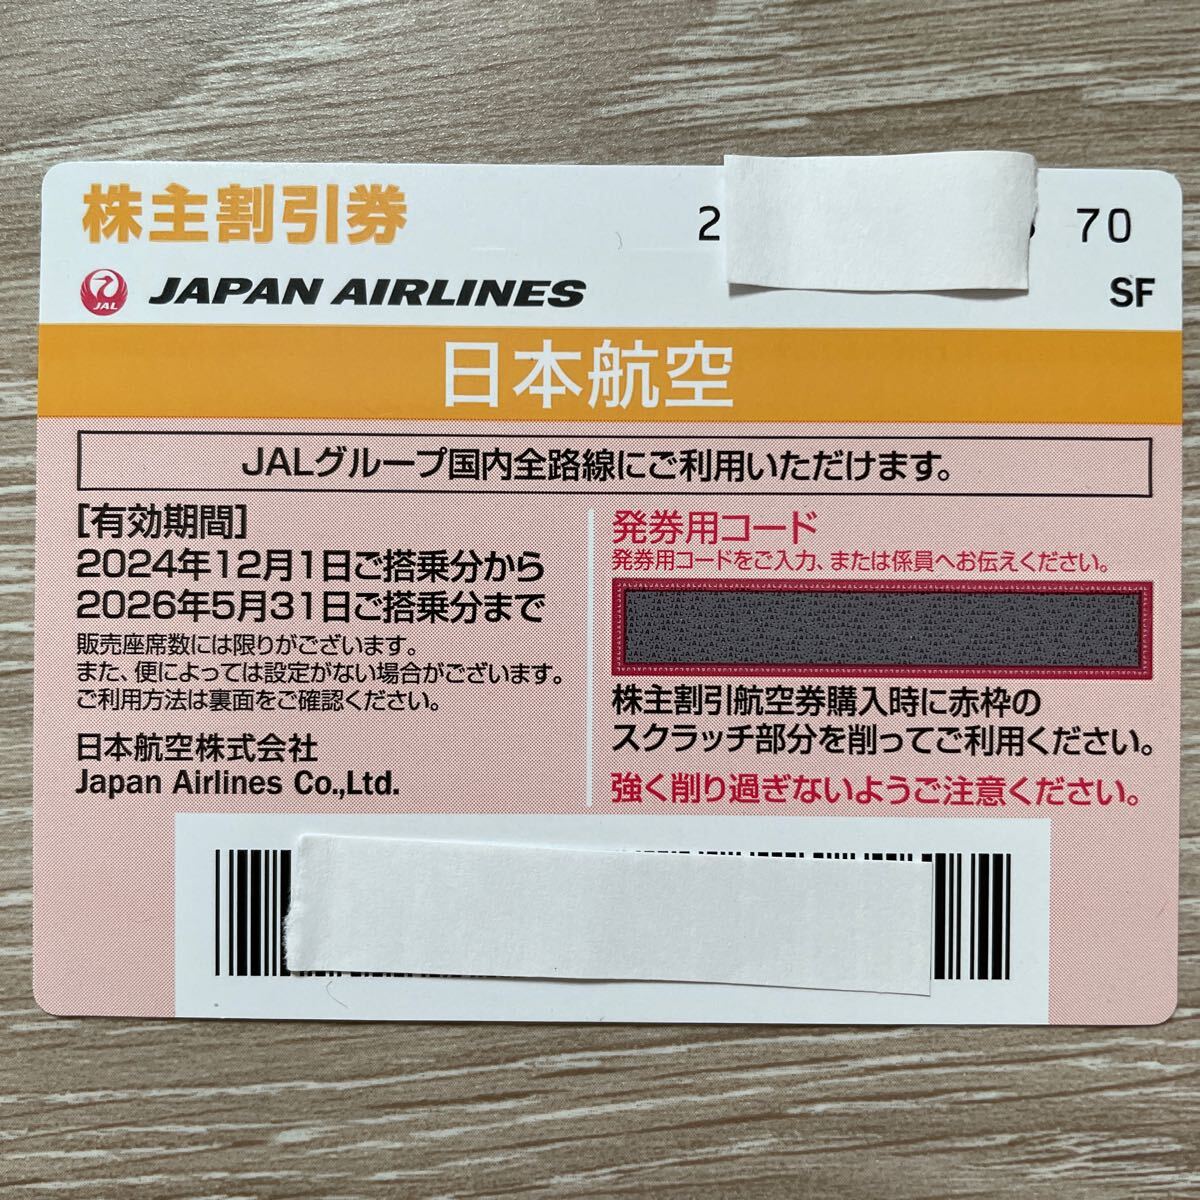 株主割引券
2 70
JAL JAPAN AIRLINES
SF
日本航空
JALグループ国内全路線にご利用いただけます。
[有効期間]
2024年12月1日ご搭乗分から
2026年5月31日ご搭乗分まで
販売座席数には限りがございます。
また、便によっては設定がない場合がございます。
ご利用方法は裏面をご確認ください。
日本航空株式会社
Japan Airlines Co.,Ltd.
発券用コード
発券用コードをご入力、または係員へお伝えください。
株主割引航空券購入時に赤枠の
スクラッチ部分を削ってご利用ください。
強く削り過ぎないようご注意ください。